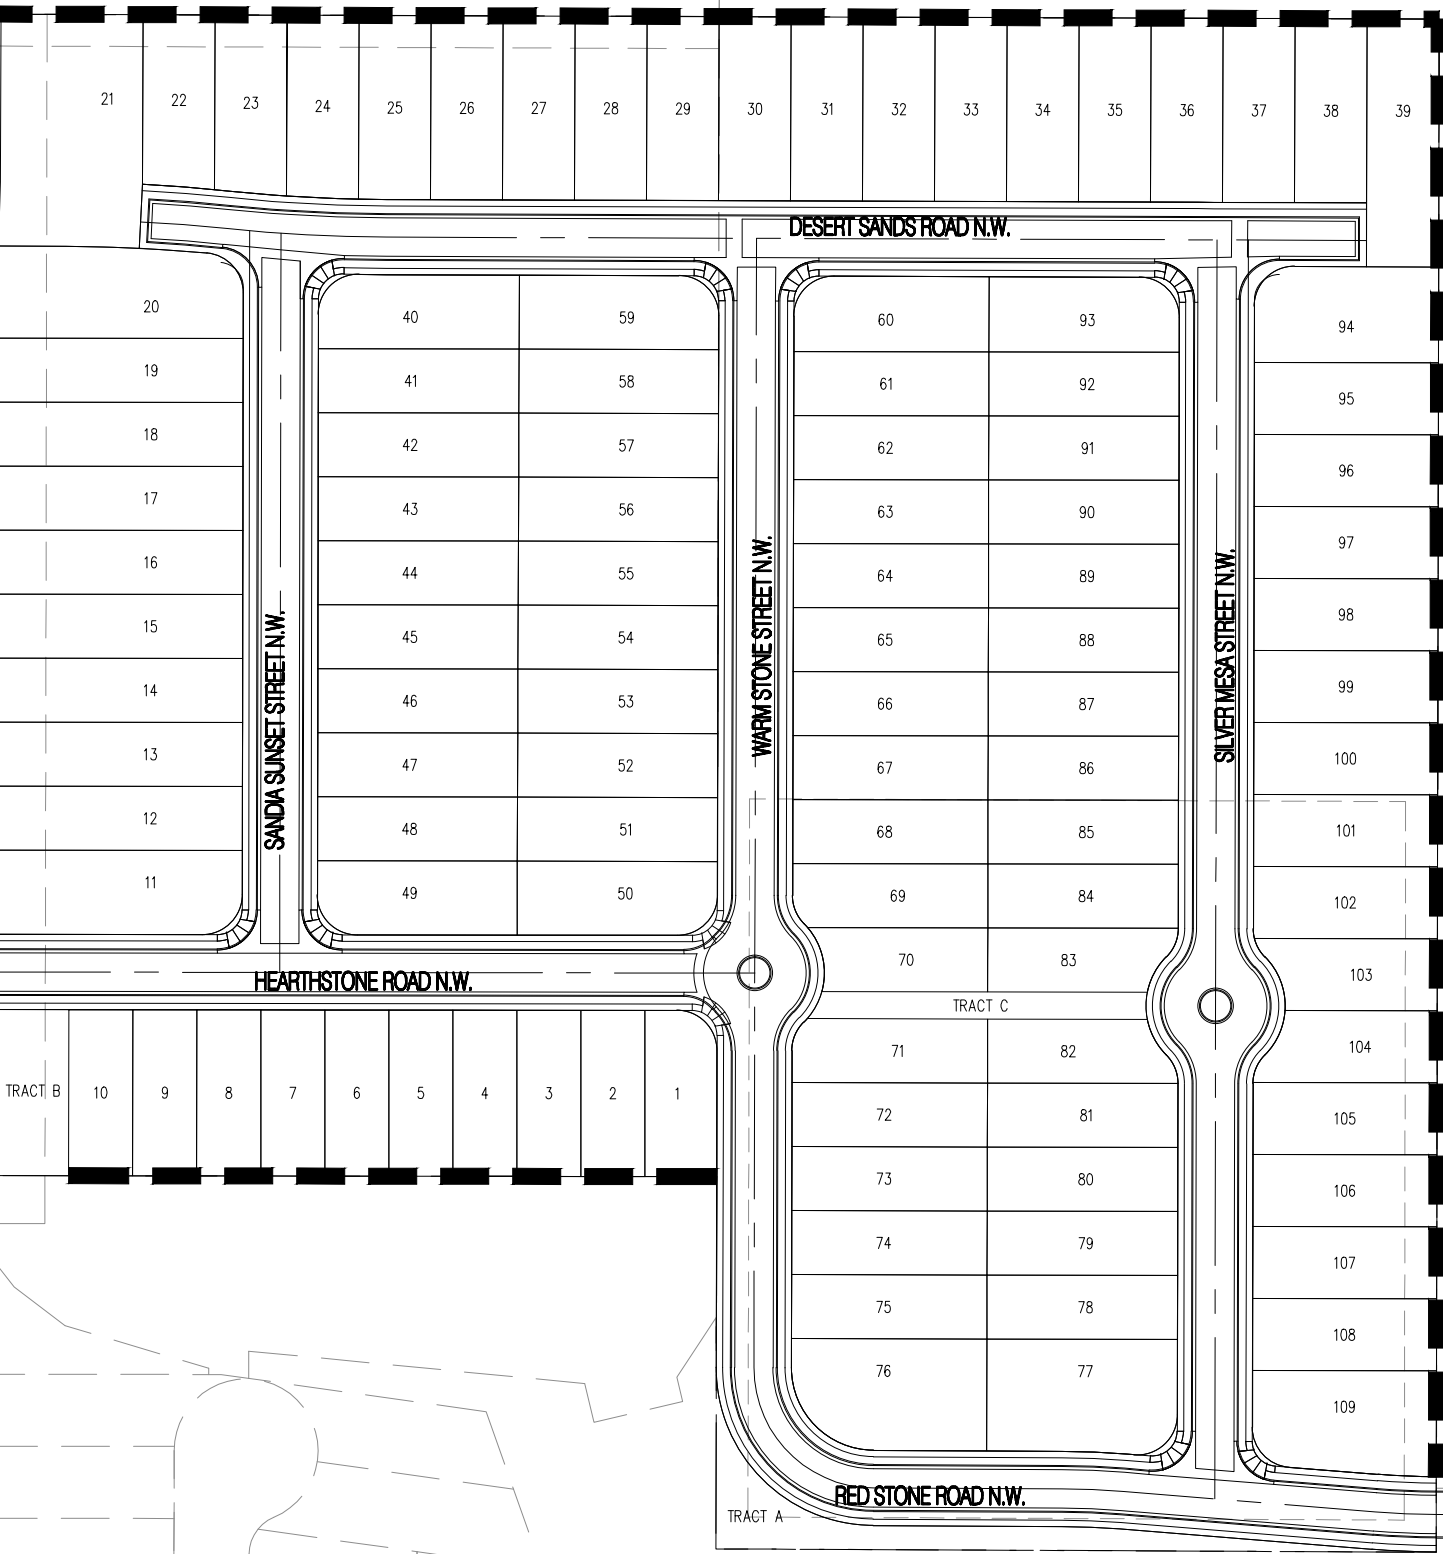 21 22 23 24 25 26 27 28 29 30 31 32 33 34 35 36 37 38 39
DESERT SANDS ROAD N.W.
20 40 59 60 93 94
19 41 58 61 92 95
18 42 57 62 91 96
17 43 56 63 90 97
16 44 55 64 89 98
15 45 54 65 88 99
14 46 53 66 87 100
13 47 52 67 86 101
12 48 51 68 85 102
11 49 50 69 84 103
SANDIA SUNSET STREET N.W.
WARM STONE STREET N.W.
SILVER MESA STREET N.W.
70 83
HEARTHSTONE ROAD N.W.
TRACT C
71 82 104
TRACT B 10 9 8 7 6 5 4 3 2 1
72 81 105
73 80 106
74 79 107
75 78 108
76 77 109
RED STONE ROAD N.W.
TRACT A